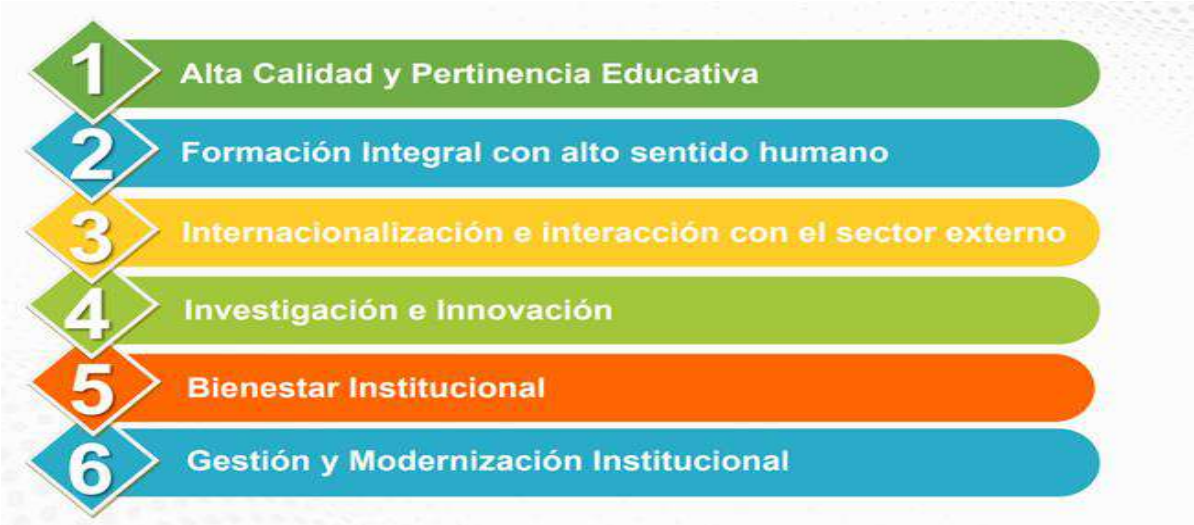 1 Alta Calidad y Pertinencia Educativa
2 Formación Integral con alto sentido humano
3 Internacionalización e interacción con el sector externo
4 Investigación e Innovación
5 Bienestar Institucional
6 Gestión y Modernización Institucional